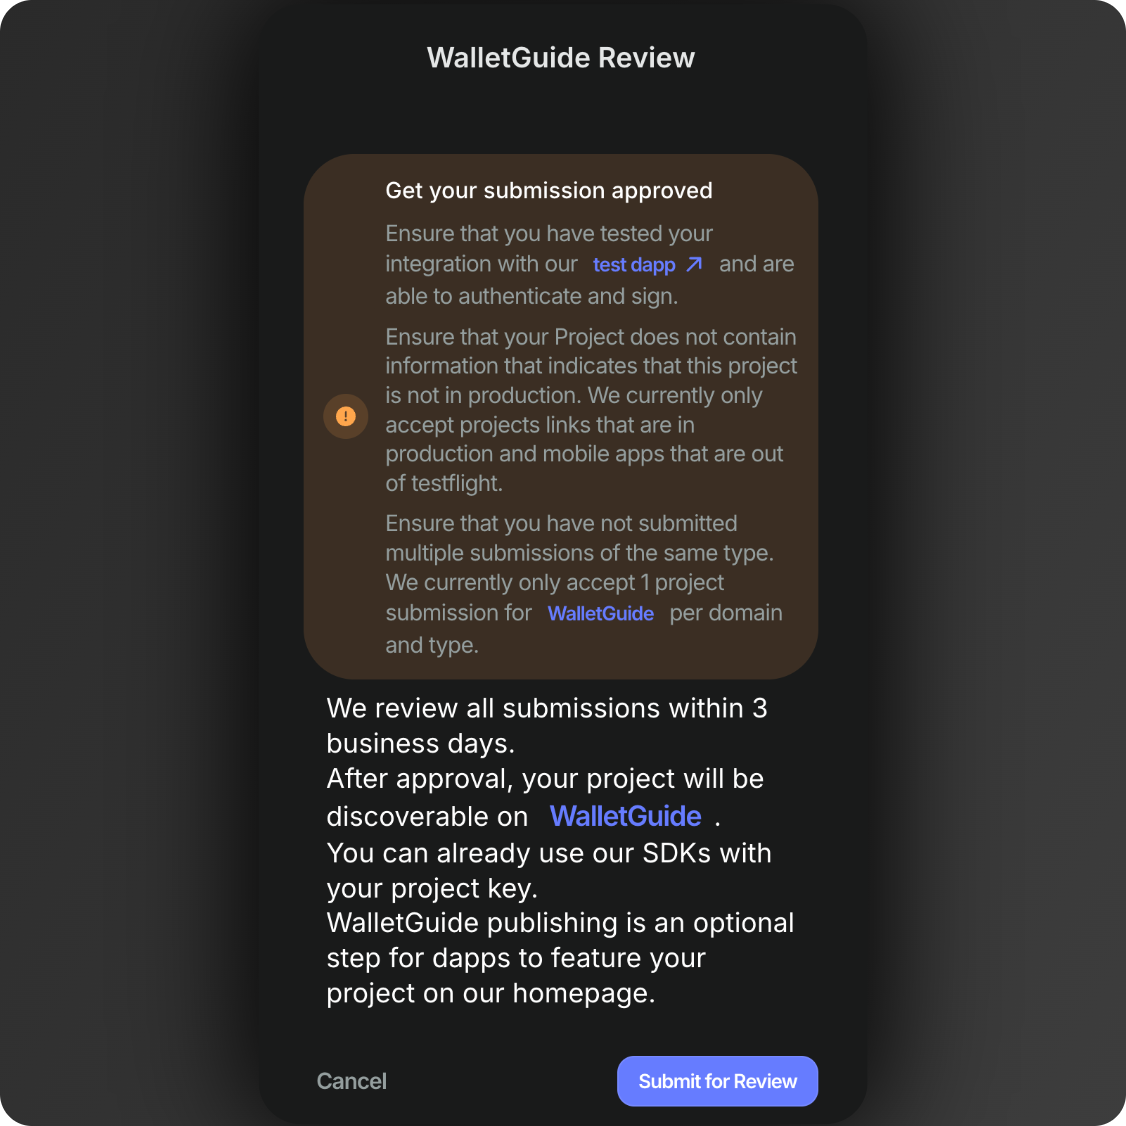 WalletGuide Review
Get your submission approved
Ensure that you have tested your
integration with our test dapp ↗ and are
able to authenticate and sign.
Ensure that your Project does not contain
information that indicates that this project
is not in production. We currently only
accept projects links that are in
production and mobile apps that are out
of testflight.
Ensure that you have not submitted
multiple submissions of the same type.
We currently only accept 1 project
submission for WalletGuide per domain
and type.
We review all submissions within 3
business days.
After approval, your project will be
discoverable on WalletGuide .
You can already use our SDKs with
your project key.
WalletGuide publishing is an optional
step for dapps to feature your
project on our homepage.
Cancel
Submit for Review